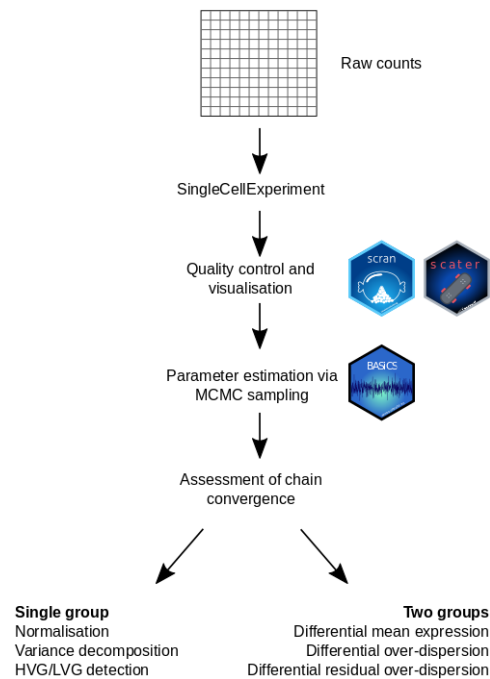 Raw counts
SingleCellExperiment
Quality control and
visualisation
scran
scater
Parameter estimation via
MCMC sampling
BASiCS
Assessment of chain
convergence
Single group
Normalisation
Variance decomposition
HVG/LVG detection
Two groups
Differential mean expression
Differential over-dispersion
Differential residual over-dispersion